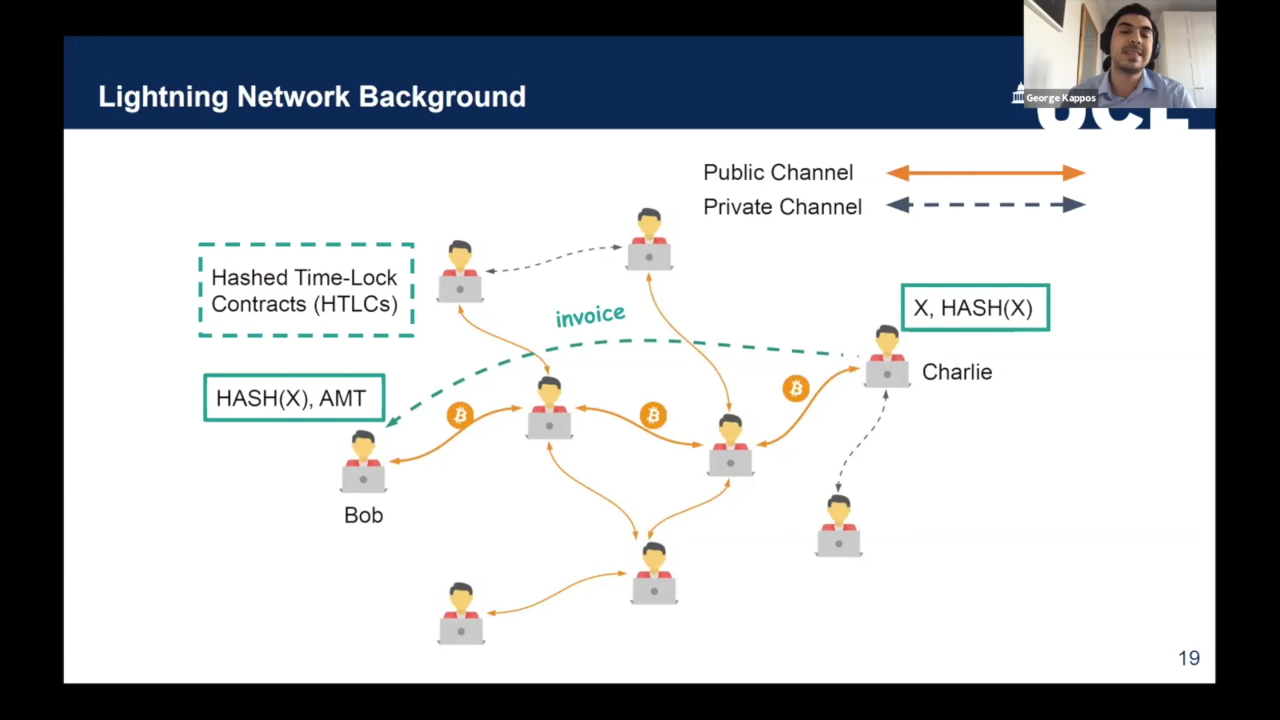 Lightning Network Background
George Kappos
UCL
Public Channel
Private Channel
Hashed Time-Lock
Contracts (HTLCs)
invoice
X, HASH(X)
HASH(X), AMT
Charlie
Bob
19